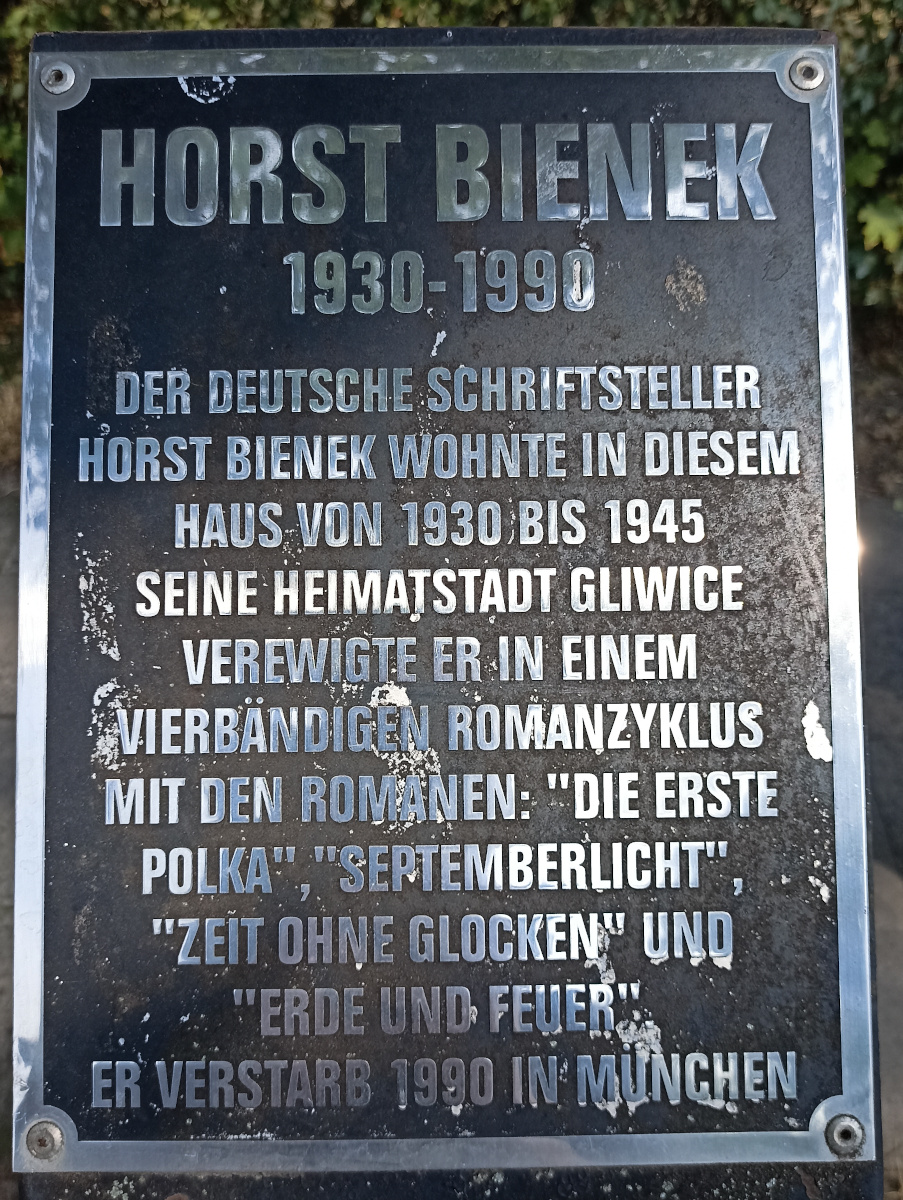 HORST BIENEK
1930-1990
DER DEUTSCHE SCHRIFTSTELLER
HORST BIENEK WOHNTE IN DIESEM
HAUS VON 1930 BIS 1945
SEINE HEIMATSTADT GLIWICE
VEREWIGTE ER IN EINEM
VIERBÄNDIGEN ROMANZYKLUS
MIT DEN ROMANEN: "DIE ERSTE
POLKA","SEPTEMBERLICHT",
"ZEIT OHNE GLOCKEN" UND
"ERDE UND FEUER"
ER VERSTARB 1990 IN MÜNCHEN